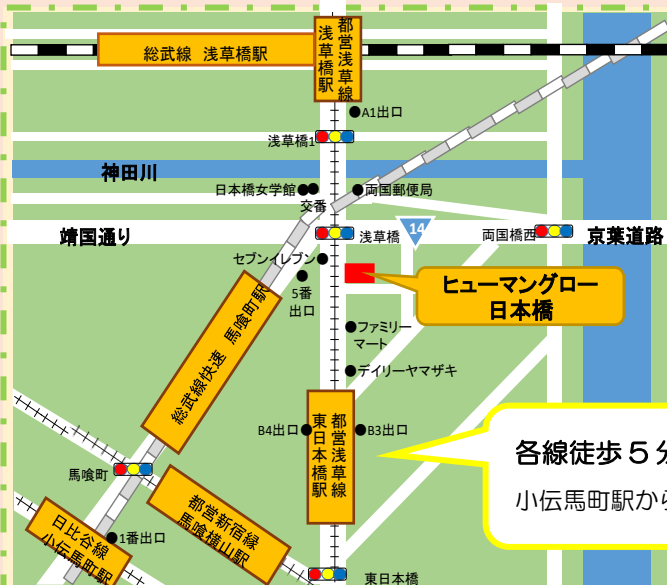 総武線 浅草橋駅
都営浅草線
浅草橋駅
A1出口
浅草橋1
神田川
日本橋女学館
交番
両国郵便局
靖国通り
浅草橋
14
両国橋西
京葉道路
セブンイレブン
5番
出口
ヒューマングロー
日本橋
総武線快速 馬喰町駅
ファミリー
マート
デイリーヤマザキ
B4出口
都営浅草線
東日本橋駅
B3出口
各線徒歩５分
小伝馬町駅から
馬喰町
都営新宿縁
馬喰横山駅
日比谷線
小伝馬町駅
1番出口
東日本橋